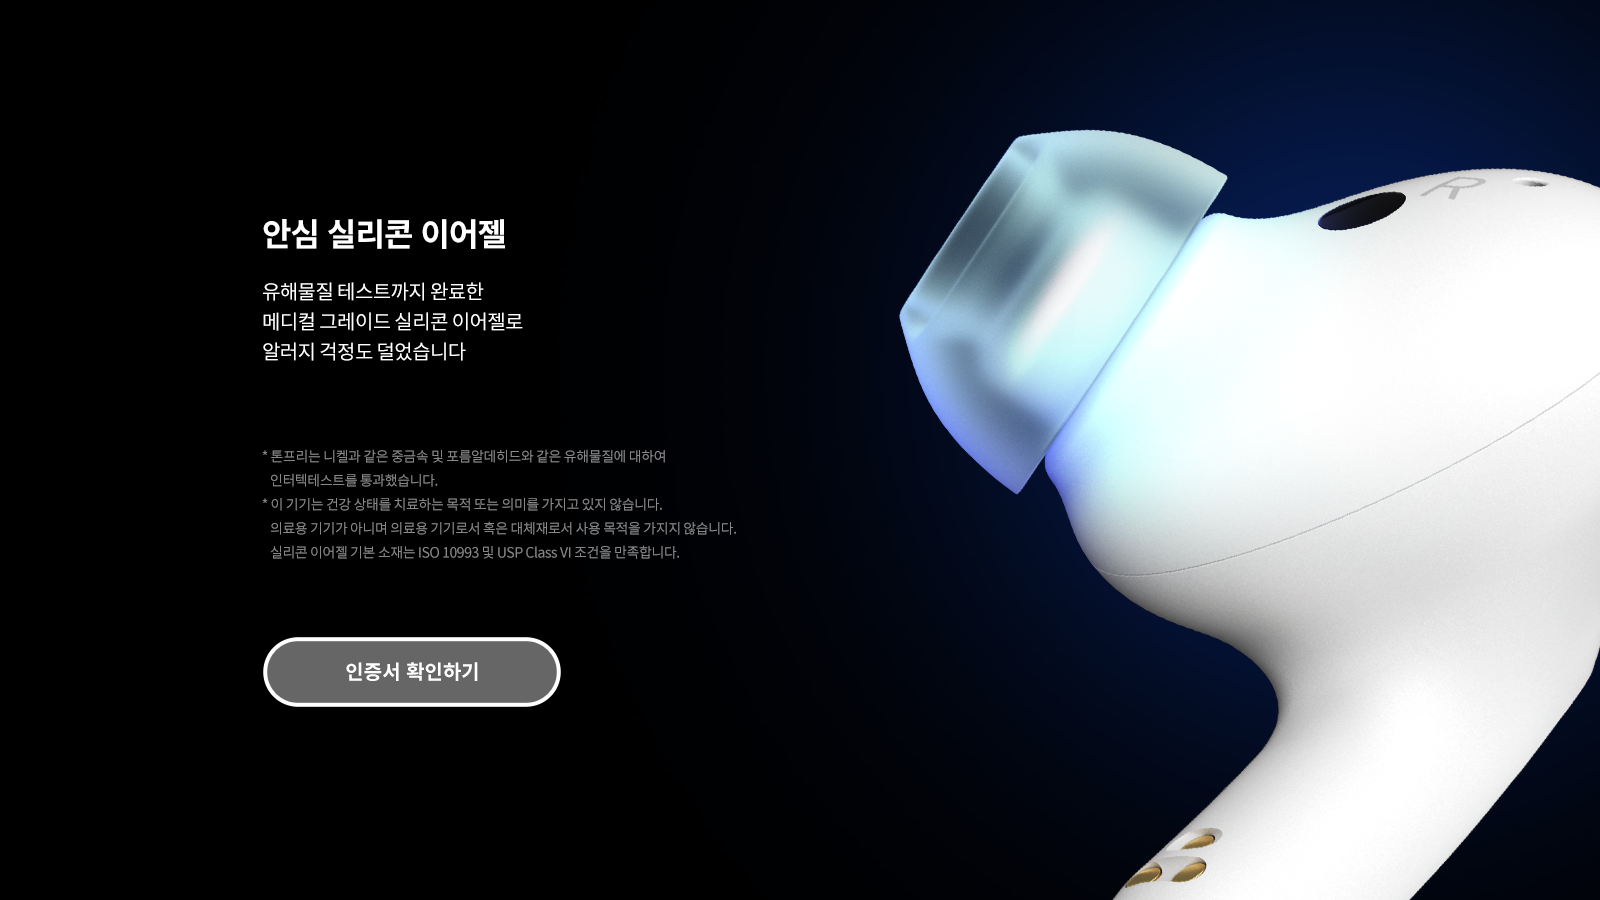 안심 실리콘 이어젤
유해물질 테스트까지 완료한
메디컬 그레이드 실리콘 이어젤로
알러지 걱정도 덜었습니다
* 톤프리는 니켈과 같은 중금속 및 포름알데히드와 같은 유해물질에 대하여
인터텍테스트를 통과했습니다.
* 이 기기는 건강 상태를 치료하는 목적 또는 의미를 가지고 있지 않습니다.
의료용 기기가 아니며 의료용 기기로서 혹은 대체재로서 사용 목적을 가지지 않습니다.
실리콘 이어젤 기본 소재는 ISO 10993 및 USP Class VI 조건을 만족합니다.
인증서 확인하기
R